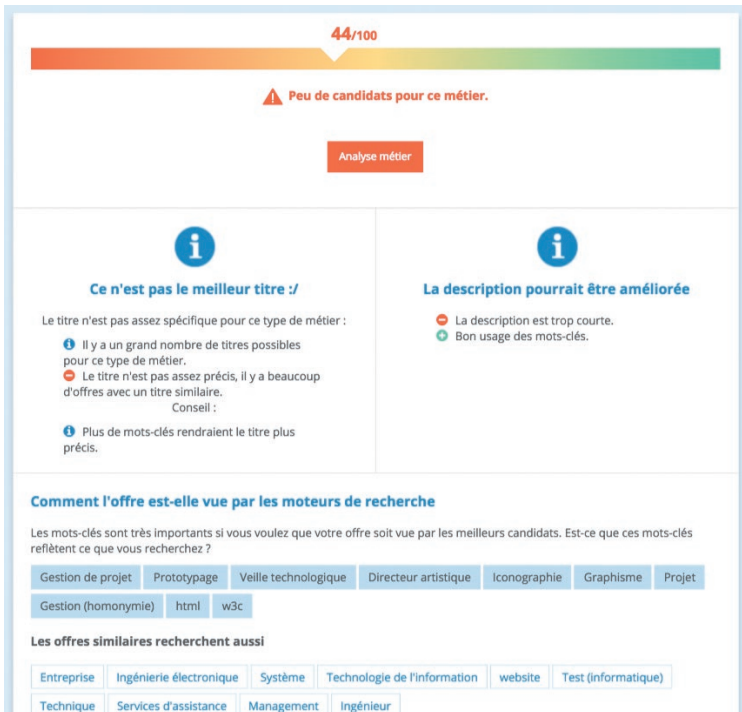 44/100
Peu de candidats pour ce métier.
Analyse métier
Ce n'est pas le meilleur titre :/
Le titre n'est pas assez spécifique pour ce type de métier :
Il y a un grand nombre de titres possibles
pour ce type de métier.
Le titre n'est pas assez précis, il y a beaucoup
d'offres avec un titre similaire.
Conseil :
Plus de mots-clés rendraient le titre plus
précis.
La description pourrait être améliorée
La description est trop courte.
Bon usage des mots-clés.
Comment l'offre est-elle vue par les moteurs de recherche
Les mots-clés sont très importants si vous voulez que votre offre soit vue par les meilleurs candidats. Est-ce que ces mots-clés
reflètent ce que vous recherchez ?
Gestion de projet Prototypage Veille technologique Directeur artistique Iconographie Graphisme Projet
Gestion (homonymie) html w3c
Les offres similaires recherchent aussi
Entreprise Ingénierie électronique Système Technologie de l'information website Test (informatique)
Technique Services d'assistance Management Ingénieur